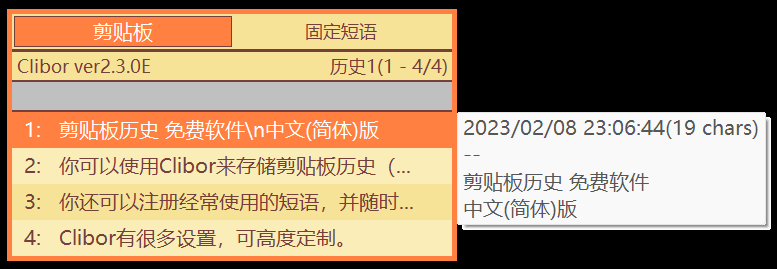 剪贴板 固定短语
Clibor ver2.3.0E 历史1(1 - 4/4)
1: 剪贴板历史 免费软件\n中文(简体)版
2: 你可以使用Clibor来存储剪贴板历史（...
3: 你还可以注册经常使用的短语，并随时...
4: Clibor有很多设置，可高度定制。
2023/02/08 23:06:44(19 chars)
--
剪贴板历史 免费软件
中文(简体)版